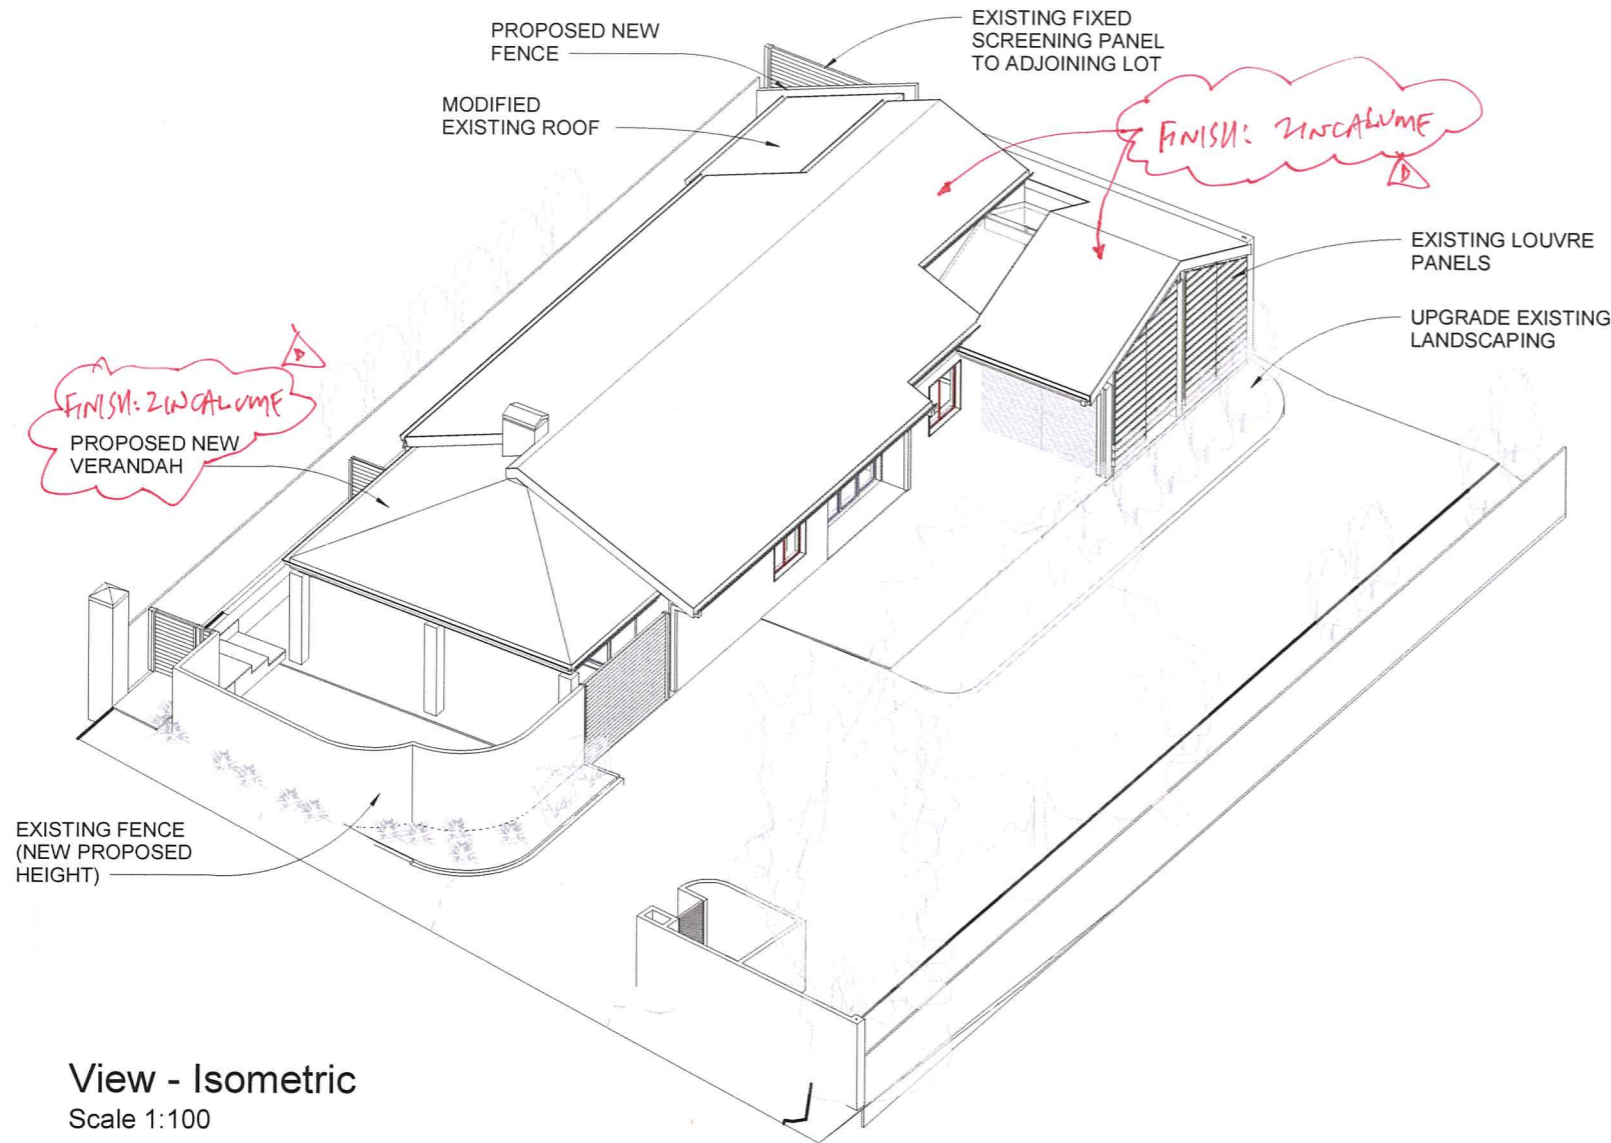 PROPOSED NEW
FENCE
EXISTING FIXED
SCREENING PANEL
TO ADJOINING LOT
MODIFIED
EXISTING ROOF
FINISH: ZINCALUME
D
EXISTING LOUVRE
PANELS
UPGRADE EXISTING
LANDSCAPING
D
FINISH: ZINCALUME
PROPOSED NEW
VERANDAH
EXISTING FENCE
(NEW PROPOSED
HEIGHT)
View - Isometric
Scale 1:100